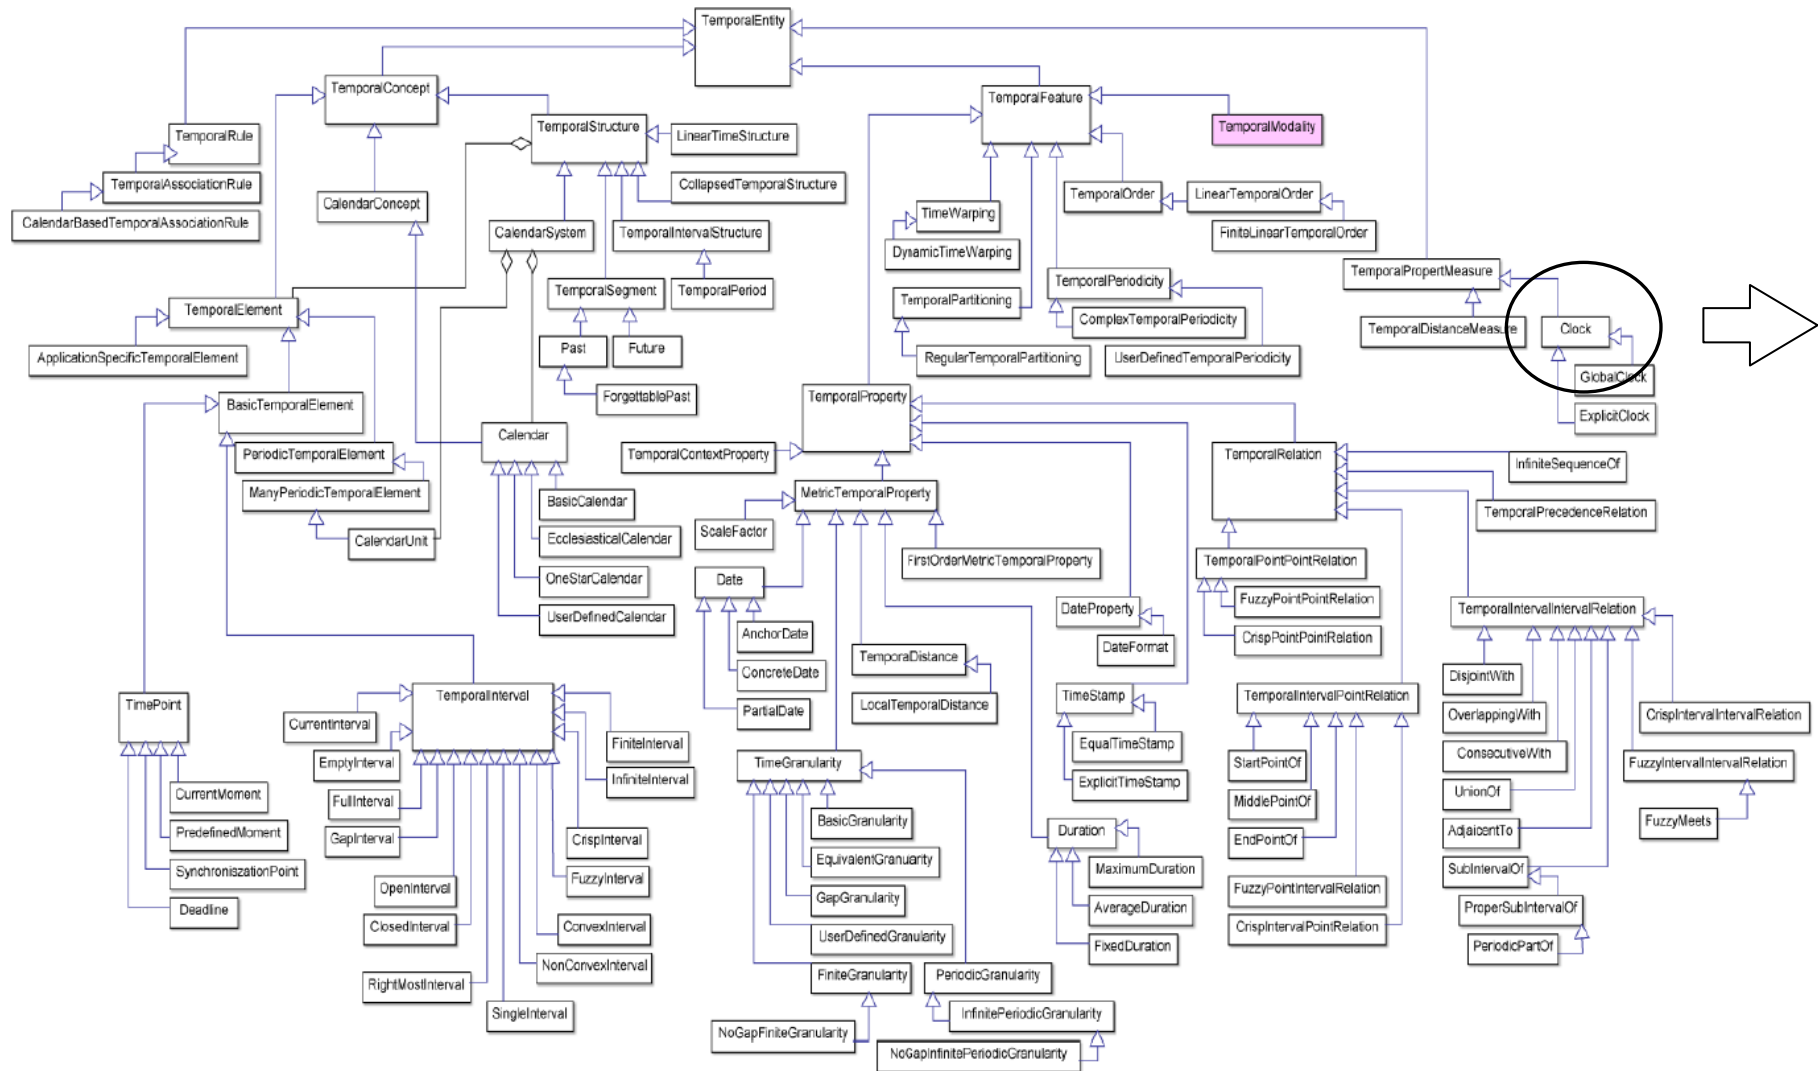 TemporalEntity
TemporalConcept
TemporalFeature
TemporalModality
TemporalRule
TemporalStructure
LinearTimeStructure
TemporalAssociationRule
CollapsedTemporalStructure
CalendarBasedTemporalAssociationRule
CalendarConcept
CalendarSystem
TemporalIntervalStructure
TimeWarping
DynamicTimeWarping
TemporalOrder
LinearTemporalOrder
FiniteLinearTemporalOrder
TemporalPropertMeasure
TemporalSegment
TemporalPeriod
TemporalPartitioning
TemporalPeriodicity
TemporalElement
ComplexTemporalPeriodicity
TemporalDistanceMeasure
Clock
ApplicationSpecificTemporalElement
Past
Future
RegularTemporalPartitioning
UserDefinedTemporalPeriodicity
GlobalClock
ForgettablePast
TemporalProperty
BasicTemporalElement
ExplicitClock
Calendar
PeriodicTemporalElement
TemporalContextProperty
TemporalRelation
InfiniteSequenceOf
ManyPeriodicTemporalElement
BasicCalendar
MetricTemporalProperty
TemporalPrecedenceRelation
CalendarUnit
EcclesiasticalCalendar
ScaleFactor
FirstOrderMetricTemporalProperty
TemporalPointPointRelation
OneStarCalendar
Date
FuzzyPointPointRelation
UserDefinedCalendar
AnchorDate
DateProperty
TemporalIntervalIntervalRelation
CrispPointPointRelation
DateFormat
TemporaDistance
ConcreteDate
DisjointWith
TimePoint
TemporalInterval
TimeStamp
TemporalIntervalPointRelation
CurrentInterval
PartialDate
LocalTemporalDistance
OverlappingWith
CrispIntervalIntervalRelation
FiniteInterval
EqualTimeStamp
ConsecutiveWith
EmptyInterval
TimeGranularity
StartPointOf
FuzzyIntervalIntervalRelation
InfiniteInterval
ExplicitTimeStamp
UnionOf
CurrentMoment
FullInterval
MiddlePointOf
FuzzyMeets
PredefinedMoment
GapInterval
CrispInterval
BasicGranularity
Duration
EndPointOf
AdjaicentTo
SynchroniszationPoint
OpenInterval
FuzzyInterval
EquivalentGranuarity
MaximumDuration
SubIntervalOf
Deadline
ClosedInterval
ConvexInterval
GapGranularity
AverageDuration
FuzzyPointIntervalRelation
ProperSubIntervalOf
UserDefinedGranularity
FixedDuration
CrispIntervalPointRelation
PeriodicPartOf
RightMostInterval
NonConvexInterval
FiniteGranularity
PeriodicGranularity
SingleInterval
InfinitePeriodicGranularity
NoGapFiniteGranularity
NoGapInfinitePeriodicGranularity